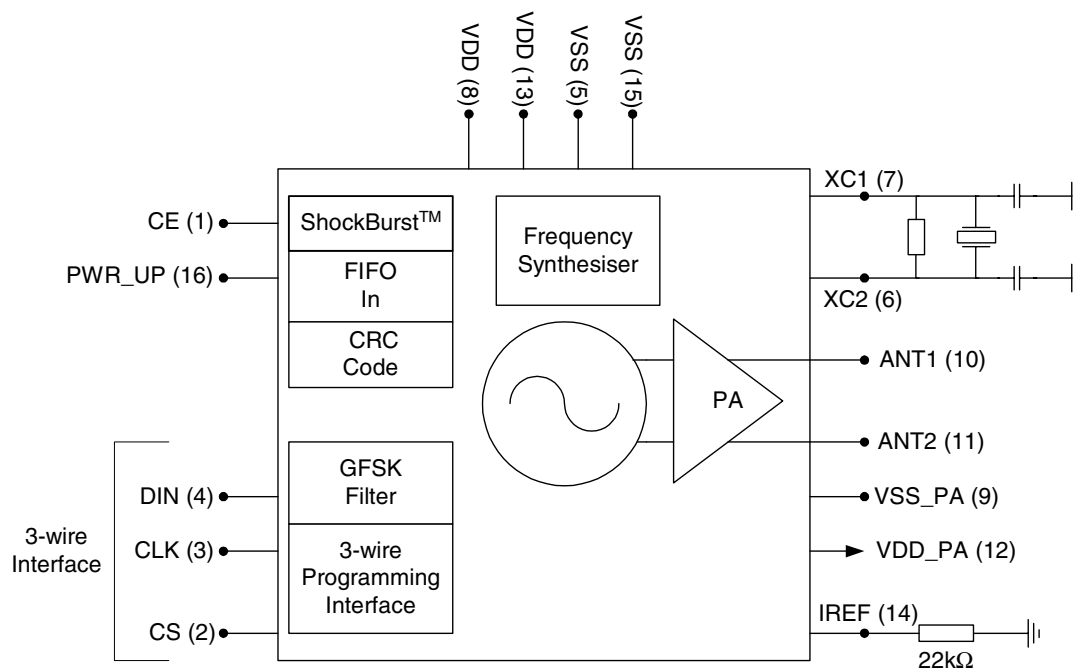 VDD (8)
VDD (13)
VSS (5)
VSS (15)
CE (1)
PWR_UP (16)
ShockBurst™
FIFO
In
CRC
Code
Frequency
Synthesiser
XC1 (7)
XC2 (6)
PA
ANT1 (10)
ANT2 (11)
VSS_PA (9)
VDD_PA (12)
IREF (14)
22kΩ
3-wire
Interface
DIN (4)
CLK (3)
CS (2)
GFSK
Filter
3-wire
Programming
Interface